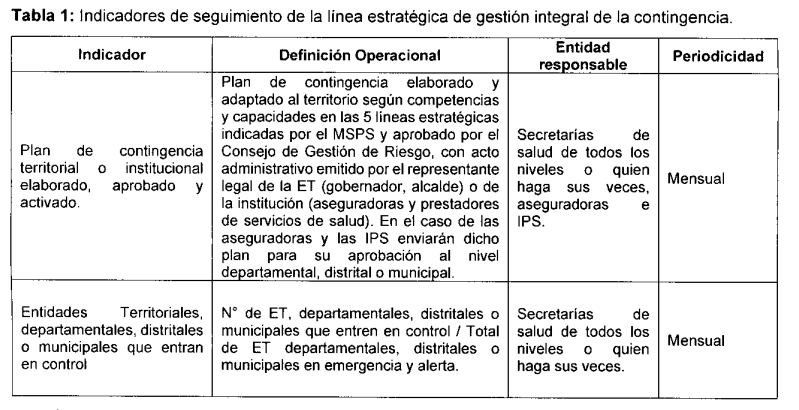 Tabla 1: Indicadores de seguimiento de la línea estratégica de gestión integral de la contingencia.
Indicador
Definición Operacional
Entidad
responsable
Periodicidad
Plan de contingencia
territorial o institucional
elaborado, aprobado y
activado.
Plan de contingencia elaborado y
adaptado al territorio según competencias
y capacidades en las 5 líneas estratégicas
indicadas por el MSPS y aprobado por el
Consejo de Gestión de Riesgo, con acto
administrativo emitido por el representante
legal de la ET (gobernador, alcalde) o de
la institución (aseguradoras y prestadores
de servicios de salud). En el caso de las
aseguradoras y las IPS enviarán dicho
plan para su aprobación al nivel
departamental, distrital o municipal.
Secretarías de
salud de todos los
niveles o quien
haga sus veces,
aseguradoras e
IPS.
Mensual
Entidades Territoriales,
departamentales, distritales
o municipales que entran
en control
N° de ET, departamentales, distritales o
municipales que entren en control / Total
de ET departamentales, distritales o
municipales en emergencia y alerta.
Secretarías de
salud de todos los
niveles o quien
haga sus veces.
Mensual